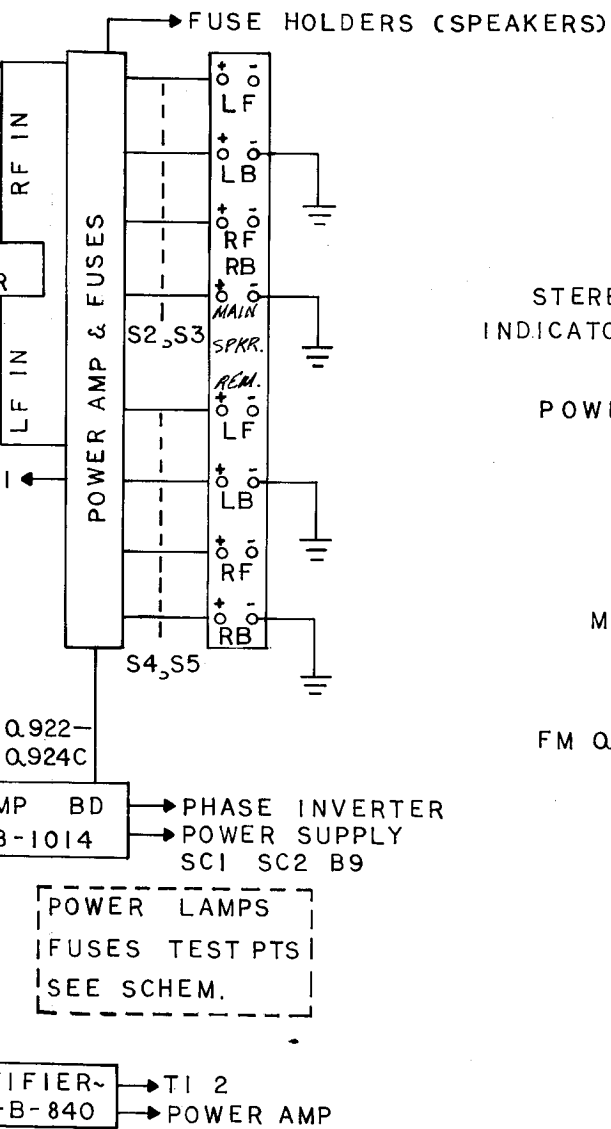 FUSE HOLDERS (SPEAKERS)
RF IN
LF IN
R
I
POWER AMP & FUSES
+ -
LF
+ -
LB
+ -
RF
RB
+ -
MAIN
SPKR.
REM.
+ -
LF
+ -
LB
+ -
RF
+ -
RB
S2,S3
S4,S5
STERE
INDICATO
POWE
M
FM Q
Q922-
Q924C
MP BD
B-1014
PHASE INVERTER
POWER SUPPLY
SC1 SC2 B9
POWER LAMPS
FUSES TEST PTS
SEE SCHEM.
IFIER~
-B-840
T1 2
POWER AMP